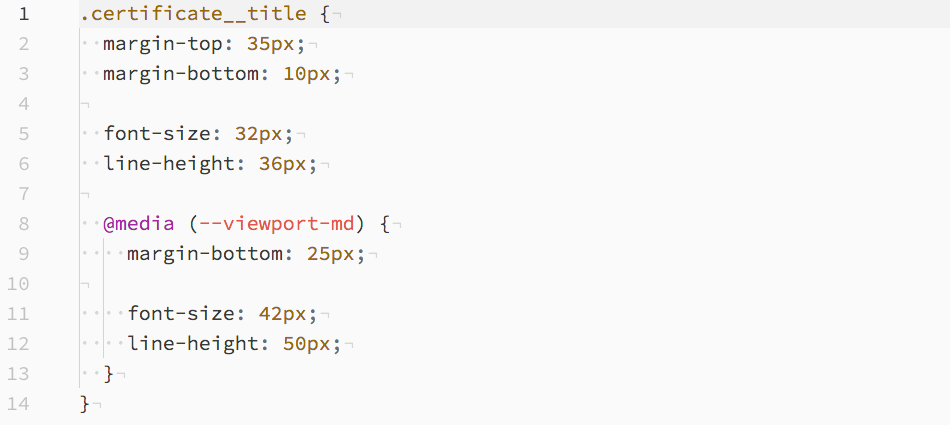 1 .certificate__title {¬
2 ··margin-top: 35px;¬
3 ··margin-bottom: 10px;¬
4 ¬
5 ··font-size: 32px;¬
6 ··line-height: 36px;¬
7 ¬
8 ··@media (--viewport-md) {¬
9 ····margin-bottom: 25px;¬
10 ¬
11 ····font-size: 42px;¬
12 ····line-height: 50px;¬
13 ··}¬
14 }¬